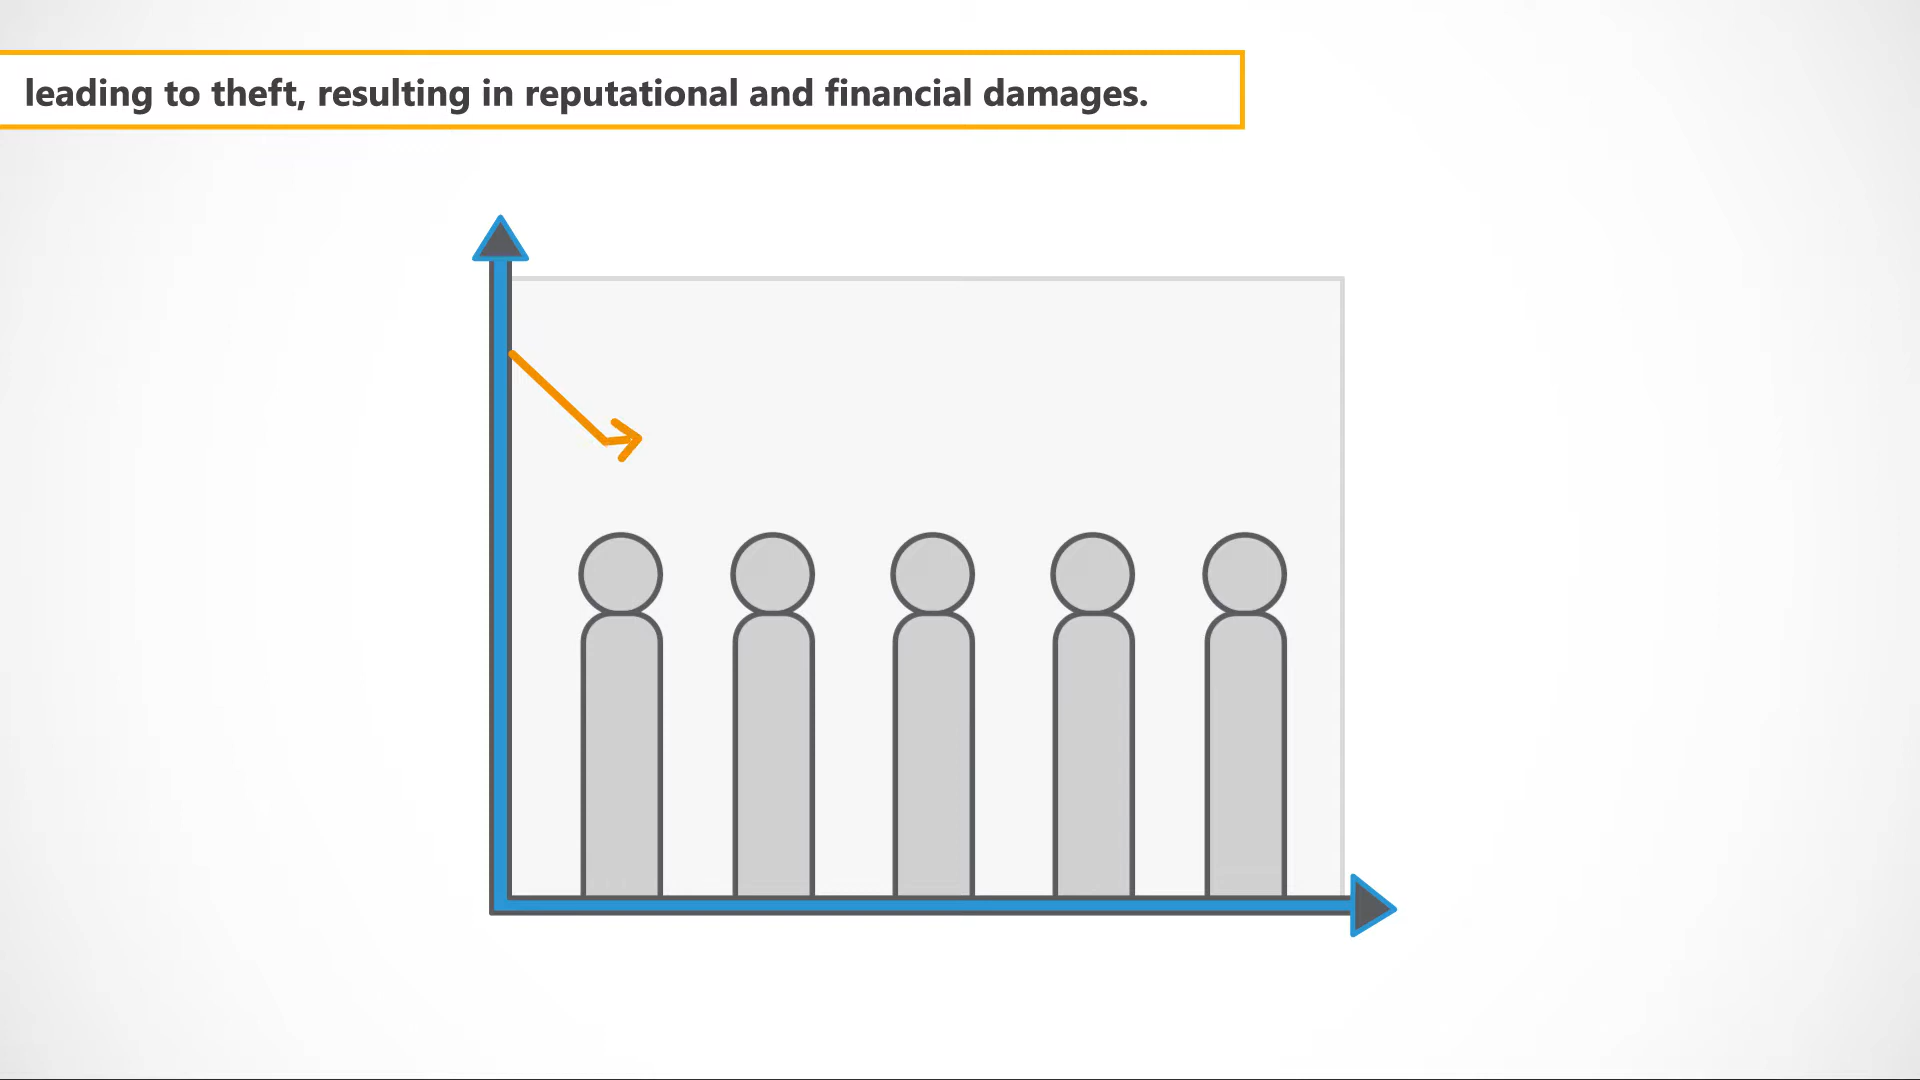 leading to theft, resulting in reputational and financial damages.